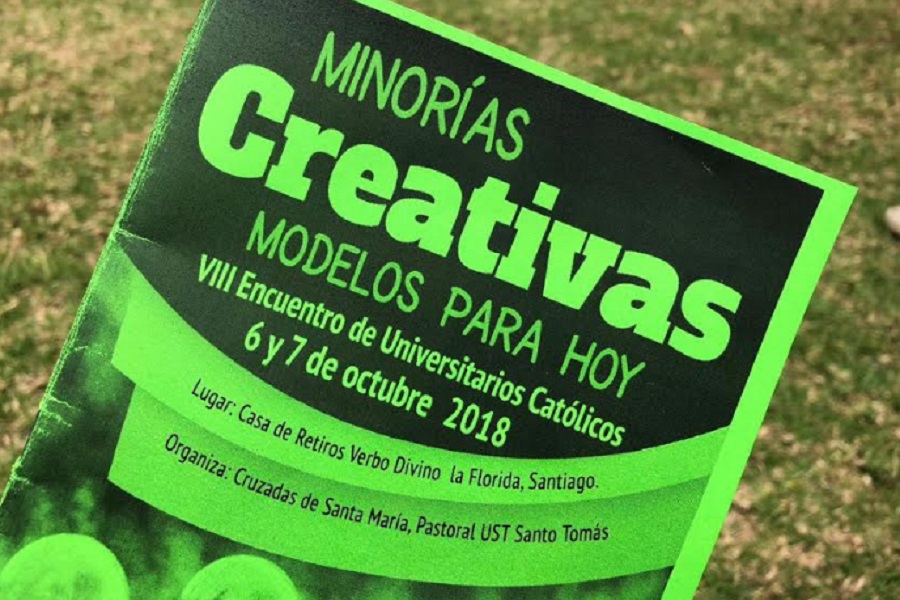 MINORÍAS
Creativas
MODELOS PARA HOY
VIII Encuentro de Universitarios Católicos
6 y 7 de octubre 2018
Lugar: Casa de Retiros Verbo Divino la Florida, Santiago.
Organiza: Cruzadas de Santa María, Pastoral UST Santo Tomás